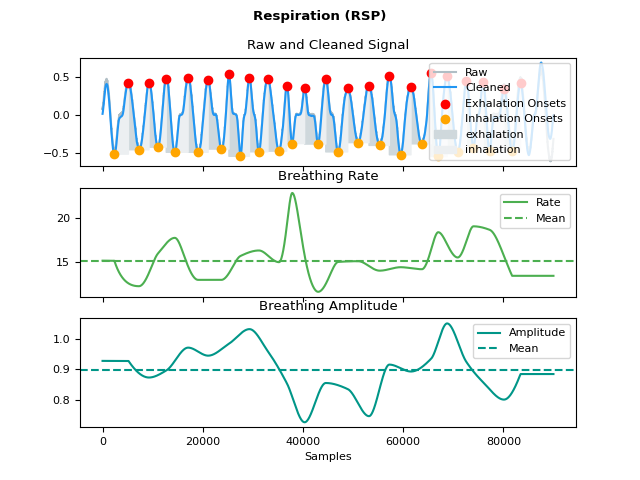 Respiration (RSP)
Raw and Cleaned Signal
0.5
0.0
−0.5
Raw
Cleaned
Exhalation Onsets
Inhalation Onsets
exhalation
inhalation
Breathing Rate
20
15
Rate
Mean
Breathing Amplitude
1.0
0.9
0.8
Amplitude
Mean
0 20000 40000 60000 80000
Samples